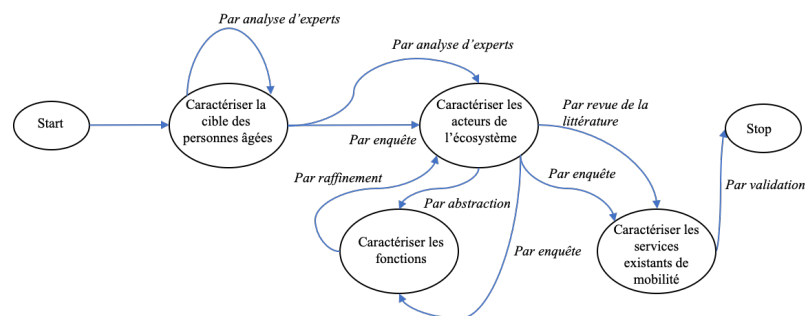 Par analyse d'experts
Par analyse d'experts
Start
Caractériser la
cible des
personnes âgées
Par enquête
Caractériser les
acteurs de
l'écosystème
Par revue de la
littérature
Stop
Par raffinement
Par abstraction
Par enquête
Par validation
Caractériser les
fonctions
Par enquête
Caractériser les
services
existants de
mobilité